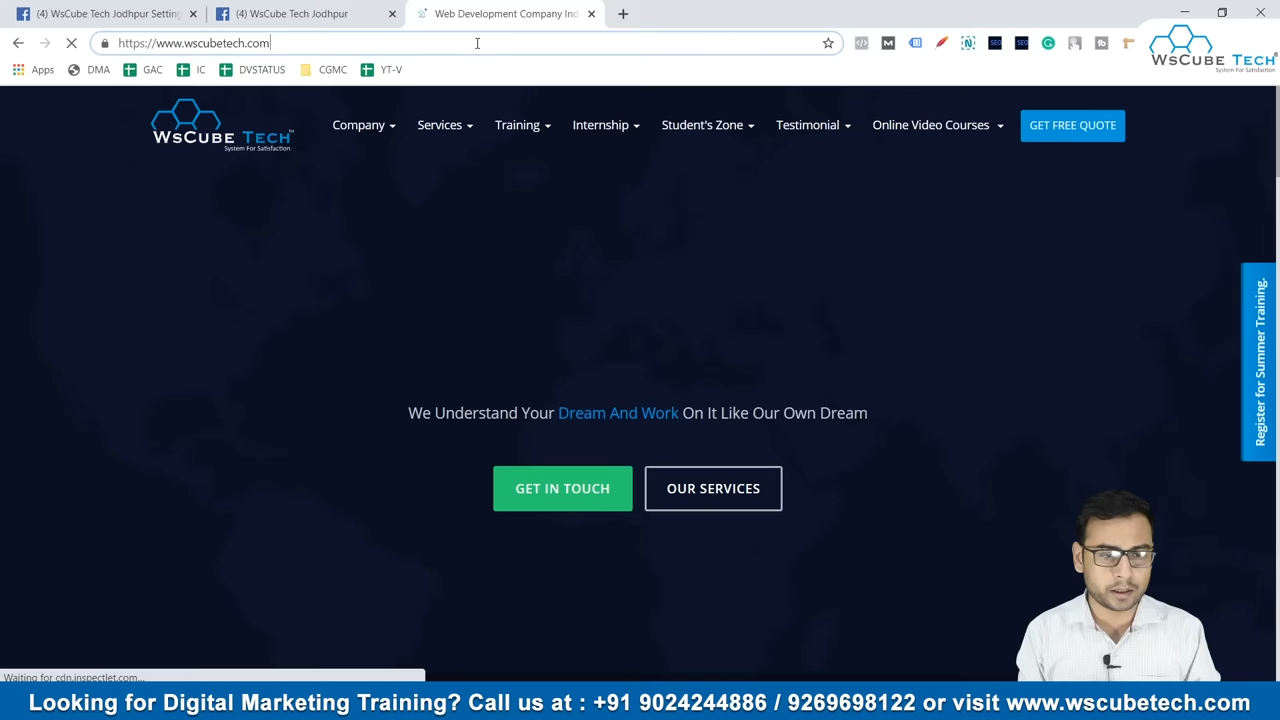 (4) WsCube Tech Jodhpur Setting
(4) WsCube Tech Jodhpur
Web Development Company Ind
https://www.wscubetech.com
Apps
DMA
GAC
IC
DVSTATUS
CGMC
YT-V
WsCube Tech
System For Satisfaction
WsCube Tech
System For Satisfaction
Company
Services
Training
Internship
Student's Zone
Testimonial
Online Video Courses
GET FREE QUOTE
Register for Summer Training.
We Understand Your Dream And Work On It Like Our Own Dream
GET IN TOUCH
OUR SERVICES
Waiting for cdn.inspectlet.com...
Looking for Digital Marketing Training? Call us at : +91 9024244886 / 9269698122 or visit www.wscubetech.com